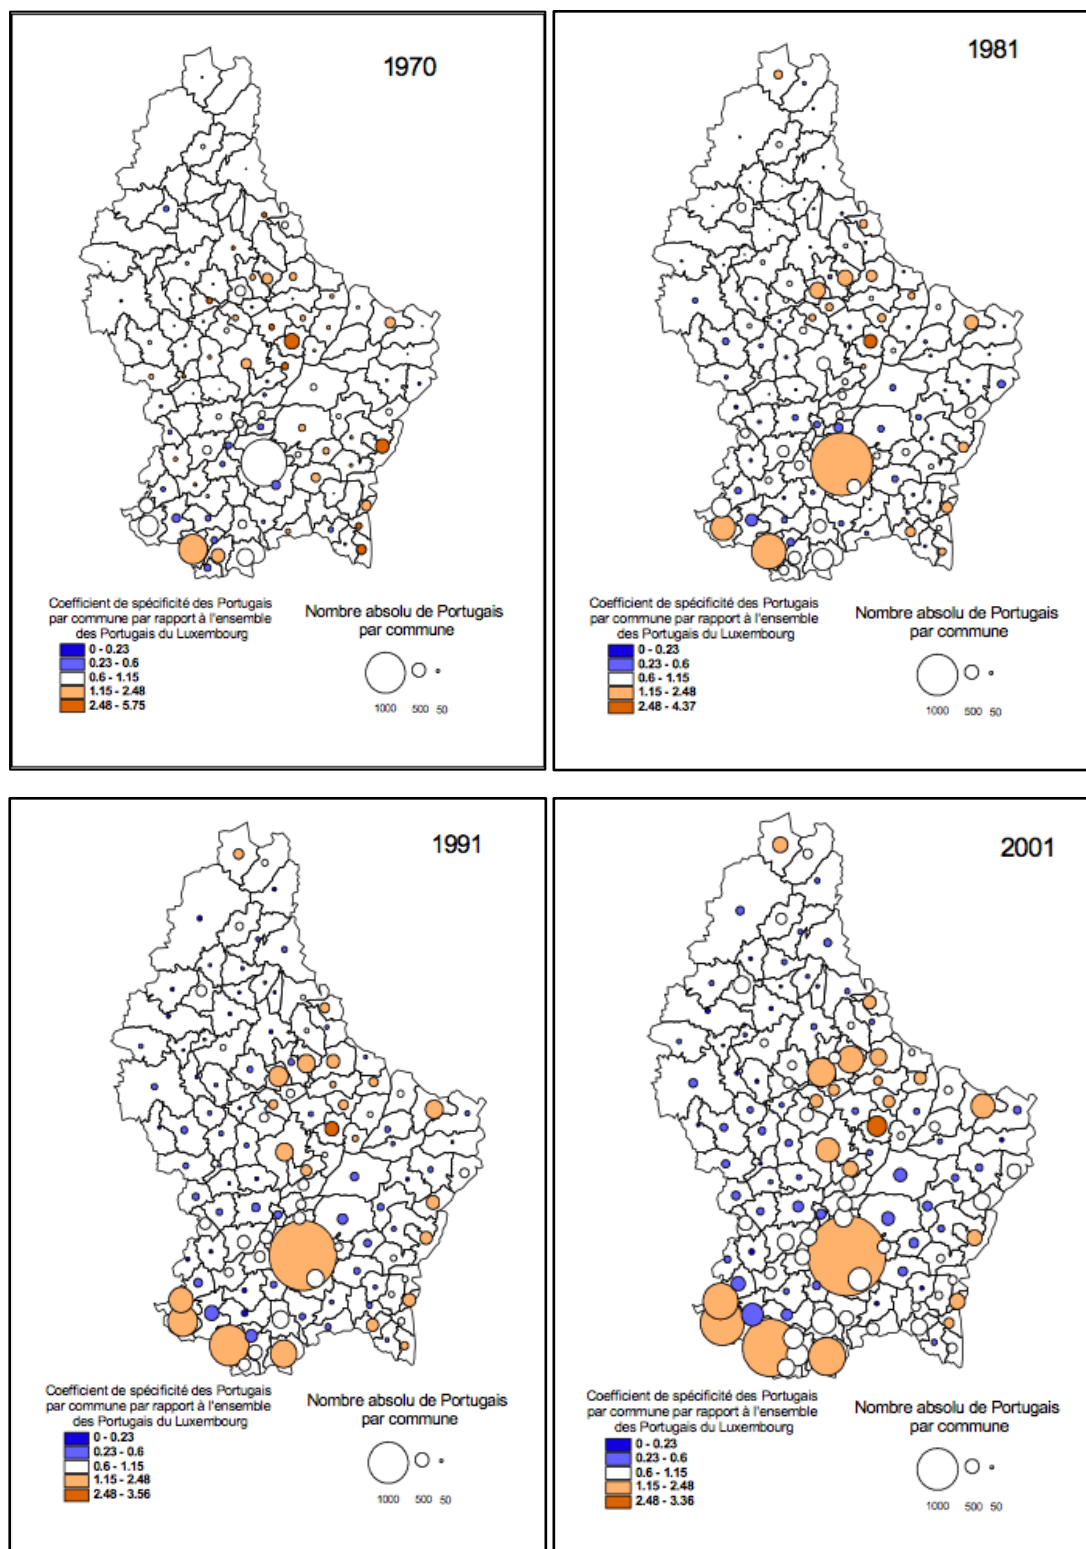 1970
Coefficient de spécificité des Portugais
par commune par rapport à l'ensemble
des Portugais du Luxembourg
0 - 0.23
0.23 - 0.6
0.6 - 1.15
1.15 - 2.48
2.48 - 5.75
Nombre absolu de Portugais
par commune
1000 500 50
1981
Coefficient de spécificité des Portugais
par commune par rapport à l'ensemble
des Portugais du Luxembourg
0 - 0.23
0.23 - 0.6
0.6 - 1.15
1.15 - 2.48
2.48 - 4.37
Nombre absolu de Portugais
par commune
1000 500 50
1991
Coefficient de spécificité des Portugais
par commune par rapport à l'ensemble
des Portugais du Luxembourg
0 - 0.23
0.23 - 0.6
0.6 - 1.15
1.15 - 2.48
2.48 - 3.56
Nombre absolu de Portugais
par commune
1000 500 50
2001
Coefficient de spécificité des Portugais
par commune par rapport à l'ensemble
des Portugais du Luxembourg
0 - 0.23
0.23 - 0.6
0.6 - 1.15
1.15 - 2.48
2.48 - 3.36
Nombre absolu de Portugais
par commune
1000 500 50